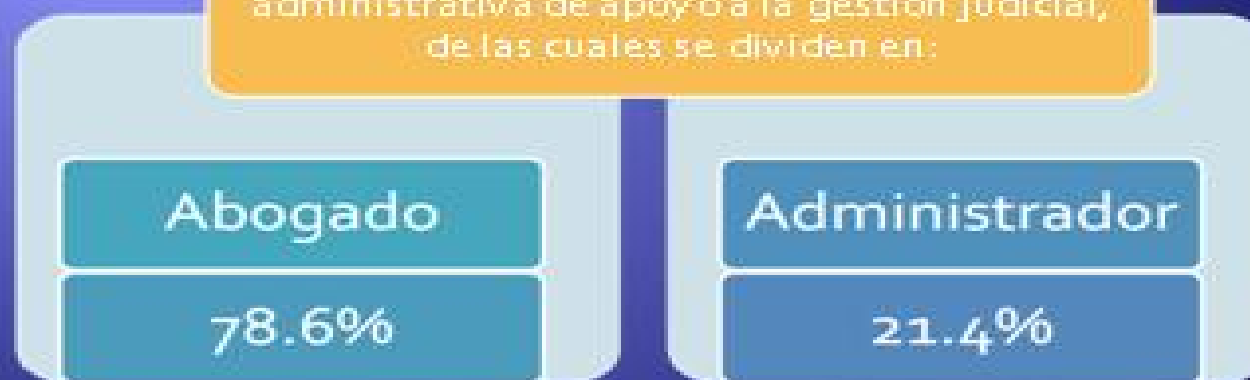 administrativa de apoyo a la gestión judicial,
de las cuales se dividen en:
Abogado
Administrador
78.6%
21.4%